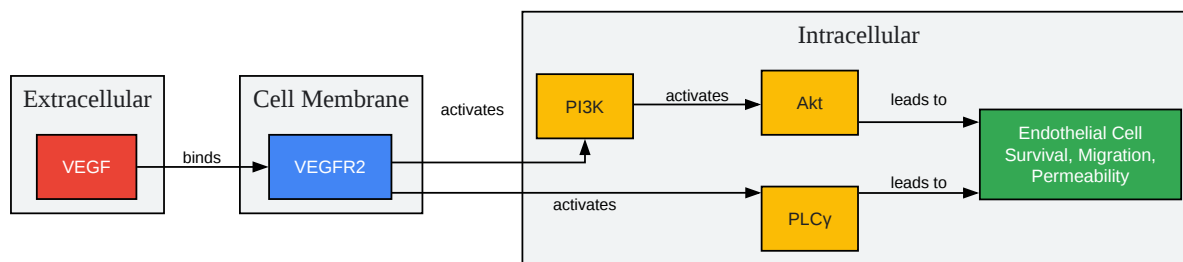 Extracellular
VEGF
binds
Cell Membrane
VEGFR2
activates
activates
Intracellular
PI3K
activates
Akt
leads to
PLCγ
leads to
Endothelial Cell
Survival, Migration,
Permeability